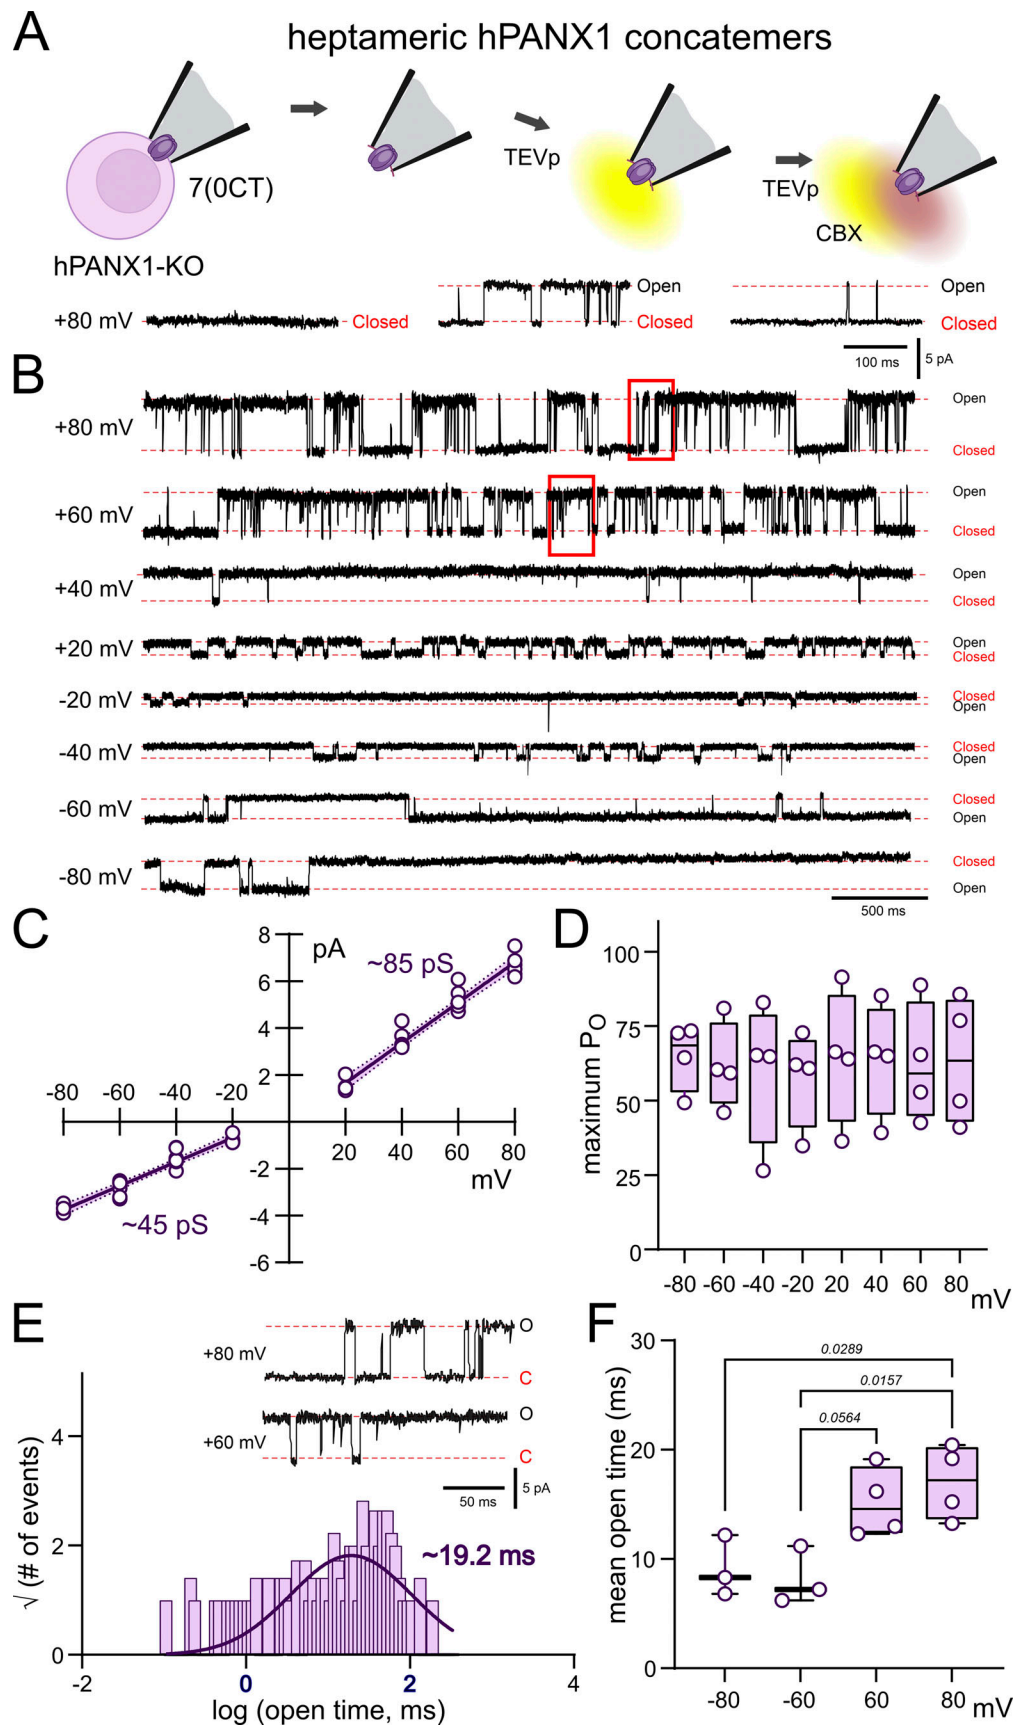 A
heptameric hPANX1 concatemers
7(0CT)
TEVp
TEVp
CBX
hPANX1-KO
+80 mV
Closed
Open
Closed
Open
Closed
100 ms
5 pA
B
+80 mV
Open
Closed
+60 mV
Open
Closed
+40 mV
Open
Closed
+20 mV
Open
Closed
-20 mV
Closed
Open
-40 mV
Closed
Open
-60 mV
Closed
Open
-80 mV
Closed
Open
500 ms
C
pA
8
6
4
2
-2
-4
-6
-80 -60 -40 -20
20 40 60 80
mV
~85 pS
~45 pS
D
maximum PO
100
75
50
25
0
-80 -60 -40 -20 20 40 60 80
mV
E
+80 mV
O
C
+60 mV
O
C
50 ms
5 pA
√ (# of events)
4
2
0
~19.2 ms
-2 0 2 4
log (open time, ms)
F
mean open time (ms)
30
20
10
0
0.0289
0.0157
0.0564
-80 -60 60 80
mV